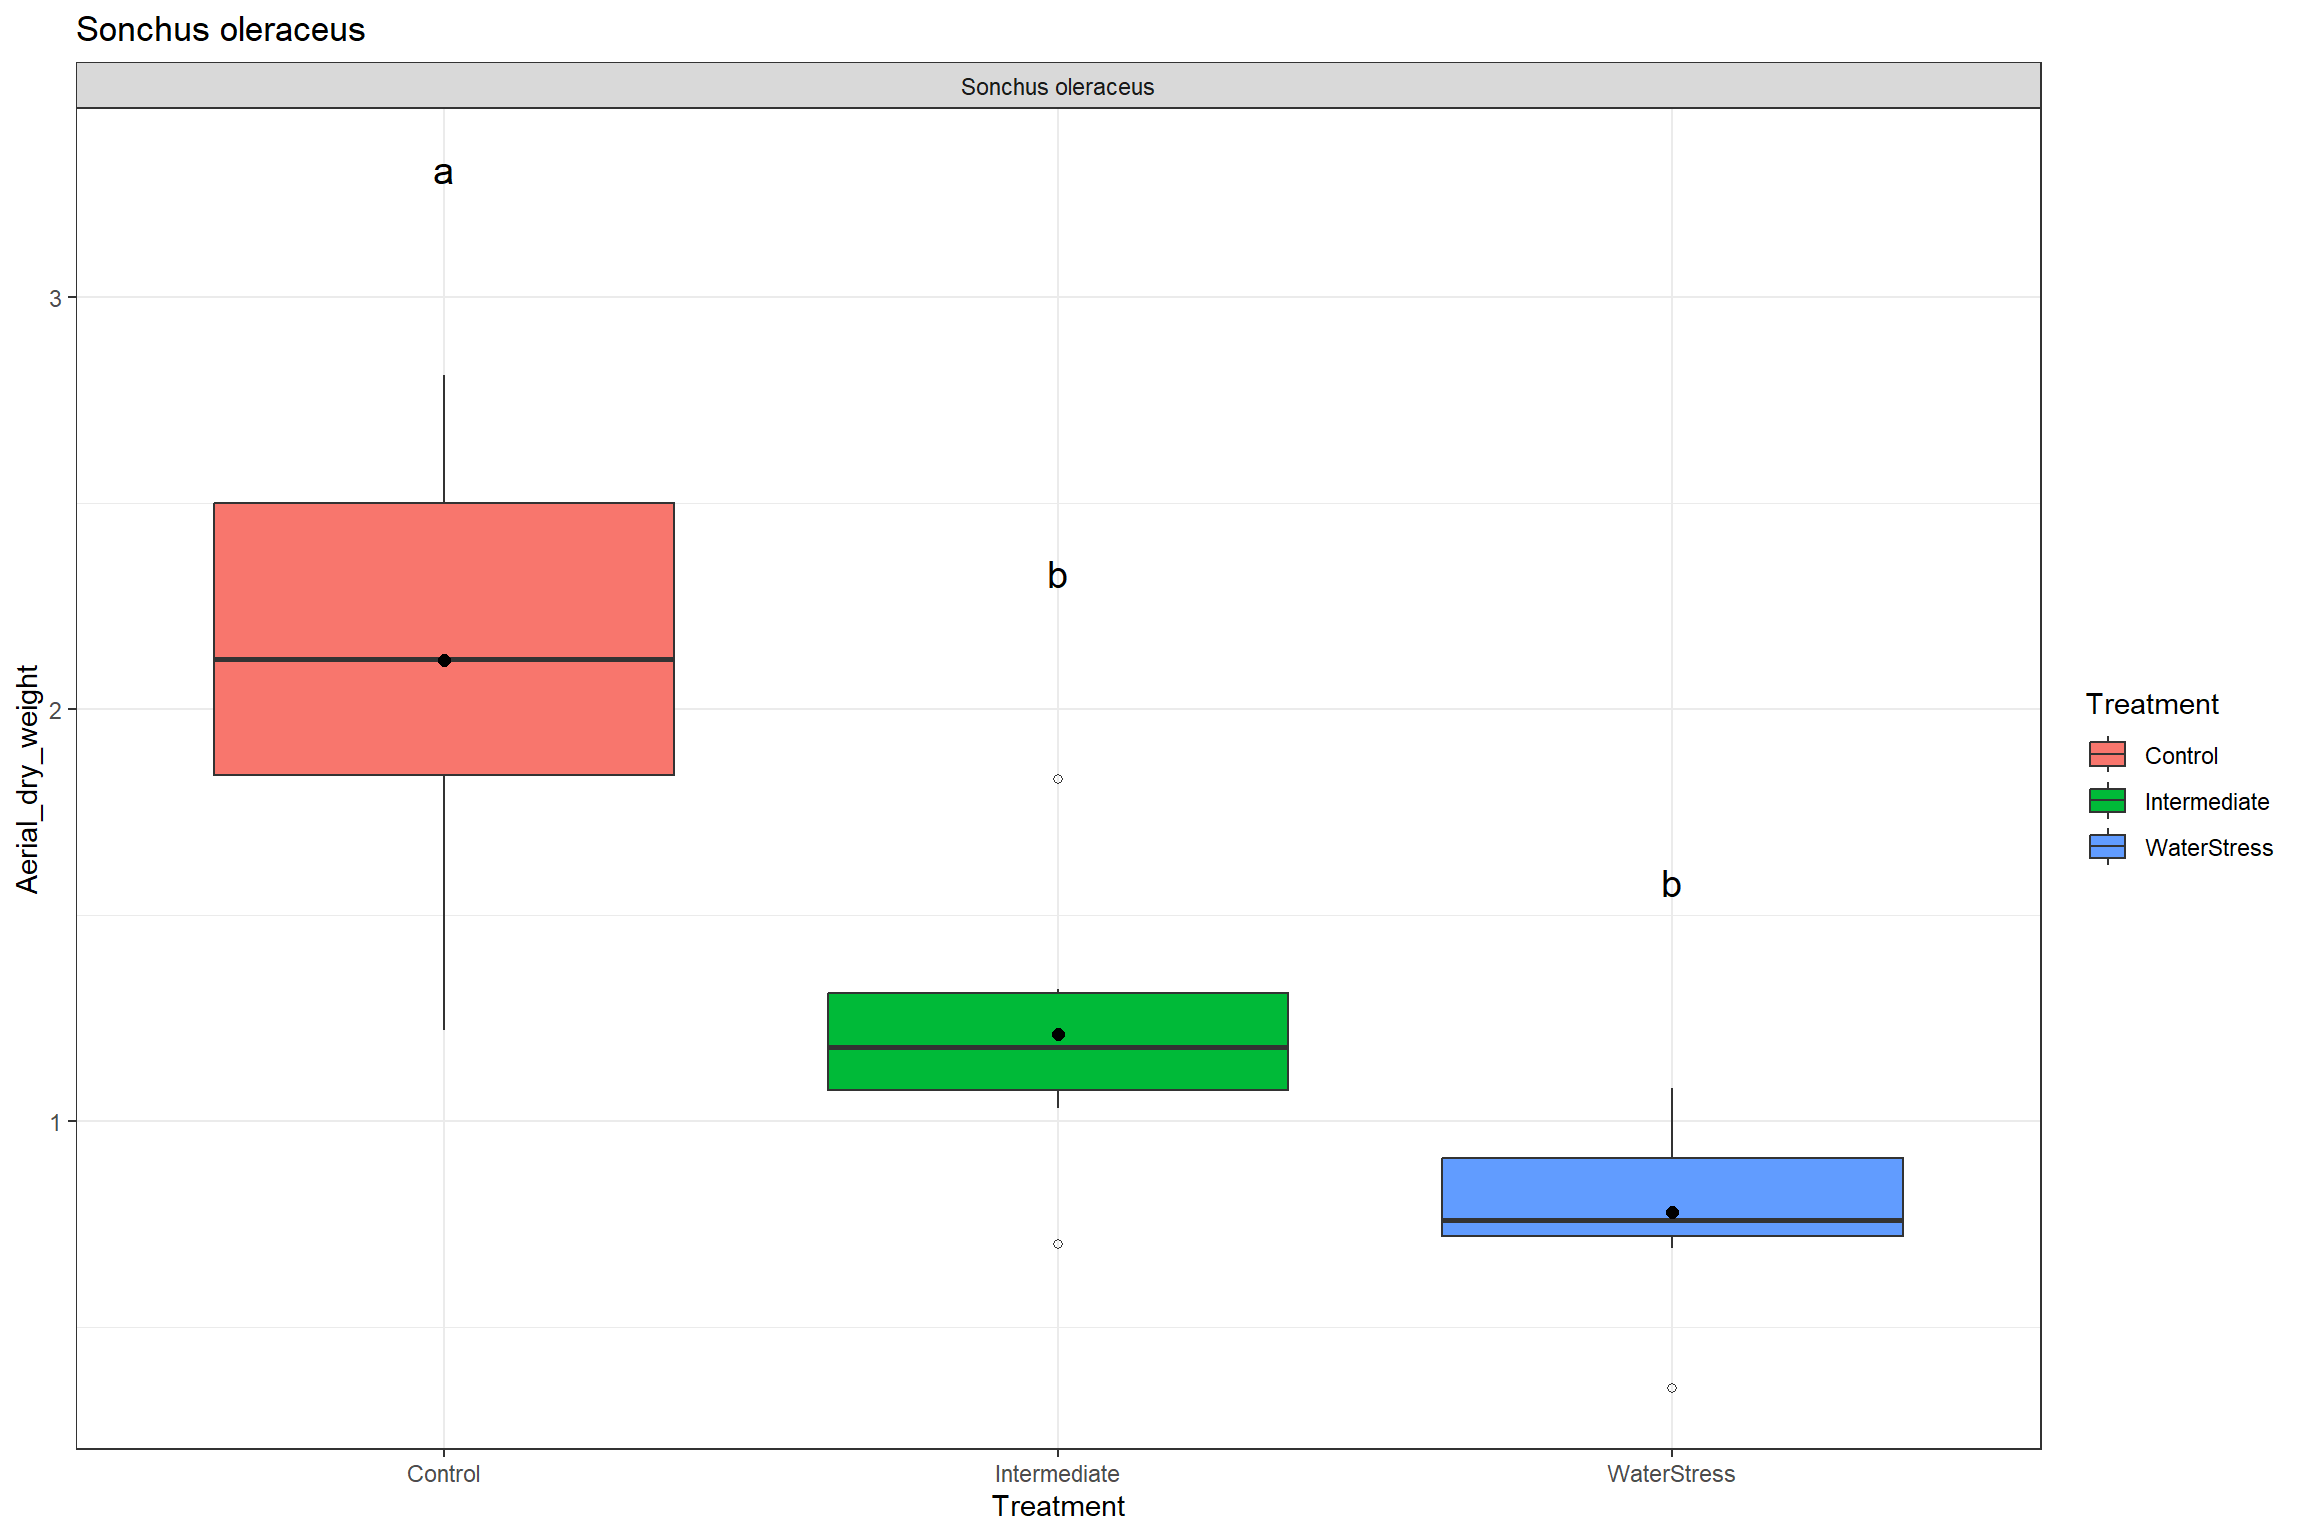 Sonchus oleraceus
Sonchus oleraceus
a
3
b
2
b
1
Aerial_dry_weight
Control
Intermediate
WaterStress
Treatment
Treatment
Control
Intermediate
WaterStress